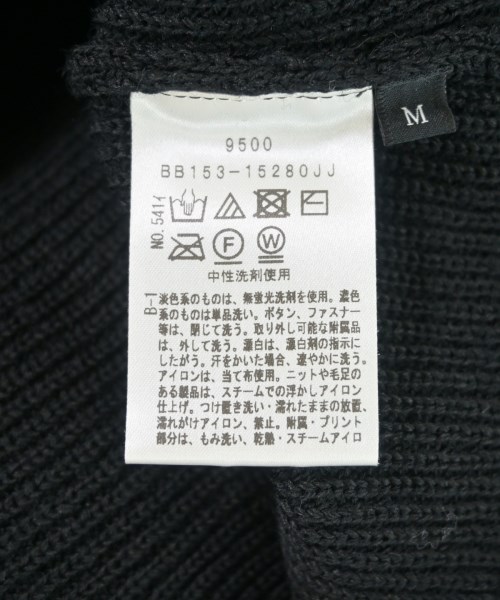 M
9500
BB153-15280JJ
NO.541イ
F
W
中性洗剤使用
B-1
淡色系のものは、無蛍光洗剤を使用。濃色
系のものは単品洗い。ボタン、ファスナー
等は、閉じて洗う。取り外し可能な附属品
は、外して洗う。漂白は、漂白剤の指示に
したがう。汗をかいた場合、速やかに洗う。
アイロンは、当て布使用。ニットや毛足の
ある製品は、スチームでの浮かしアイロン
仕上げ。つけ置き洗い・濡れたままの放置、
濡れがけアイロン、禁止。附属・プリント
部分は、もみ洗い、乾熱・スチームアイロ